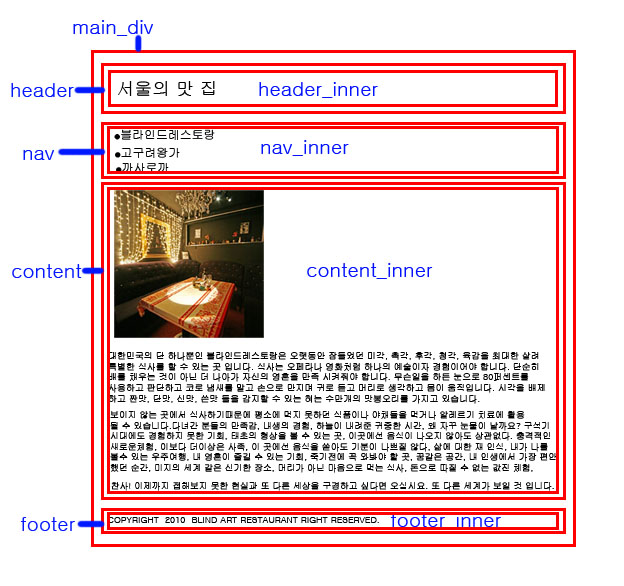 main_div
서울의 맛 집
header
header_inner
●블라인드레스토랑
nav
nav_inner
●고구려왕가
●까사로까
content
content_inner
대한민국의 단 하나뿐인 블라인드레스토랑은 오랫동안 잠들었던 미각, 촉각, 후각, 청각, 육감을 최대한 살려
특별한 식사를 할 수 있는 곳 입니다. 식사는 오페라나 영화처럼 하나의 예술이자 경험이어야 합니다. 단순히
배를 채우는 것이 아닌 더 나아가 자신의 영혼을 만족 시켜줘야 합니다. 무슨일을 하든 눈으로 80퍼센트를
사용하고 판단하고 코로 냄새를 맡고 손으로 만지며 귀로 듣고 머리로 생각하고 몸이 움직입니다. 시각을 배제
하고 짠맛, 단맛, 신맛, 쓴맛 들을 감지할 수 있는 혀는 수만개의 맛봉오리를 가지고 있습니다.
보이지 않는 곳에서 식사하기때문에 평소에 먹지 못하던 식품이나 야채들을 먹거나 알레르기 치료에 활용
될 수 있습니다.다녀간 분들의 만족감, 내생의 경험, 하늘이 내려준 귀중한 시간, 왜 자꾸 눈물이 날까요? 구석기
시대에도 경험하지 못한 기회, 태초의 형상을 볼 수 있는 곳, 이곳에선 음식이 나오지 않아도 상관없다. 충격적인
새로운체험, 이보다 더이상은 사족, 이 곳에선 음식을 쏟아도 기분이 나쁘질 않다, 삶에 대한 재 인식, 내가 나를
볼수 있는 우주여행, 내 영혼이 즐길 수 있는 기회, 죽기전에 꼭 와봐야 할 곳, 꿈같은 공간, 내 인생에서 가장 편안
했던 순간, 미지의 세계 같은 신기한 장소, 머리가 아닌 마음으로 먹는 식사, 돈으로 따질 수 없는 값진 체험,
찬사! 이제까지 접해보지 못한 현실과 또 다른 세상을 구경하고 싶다면 오십시요. 또 다른 세계가 보일 것 입니다.
footer
COPYRIGHT 2010 BLIND ART RESTAURANT RIGHT RESERVED.
footer_inner